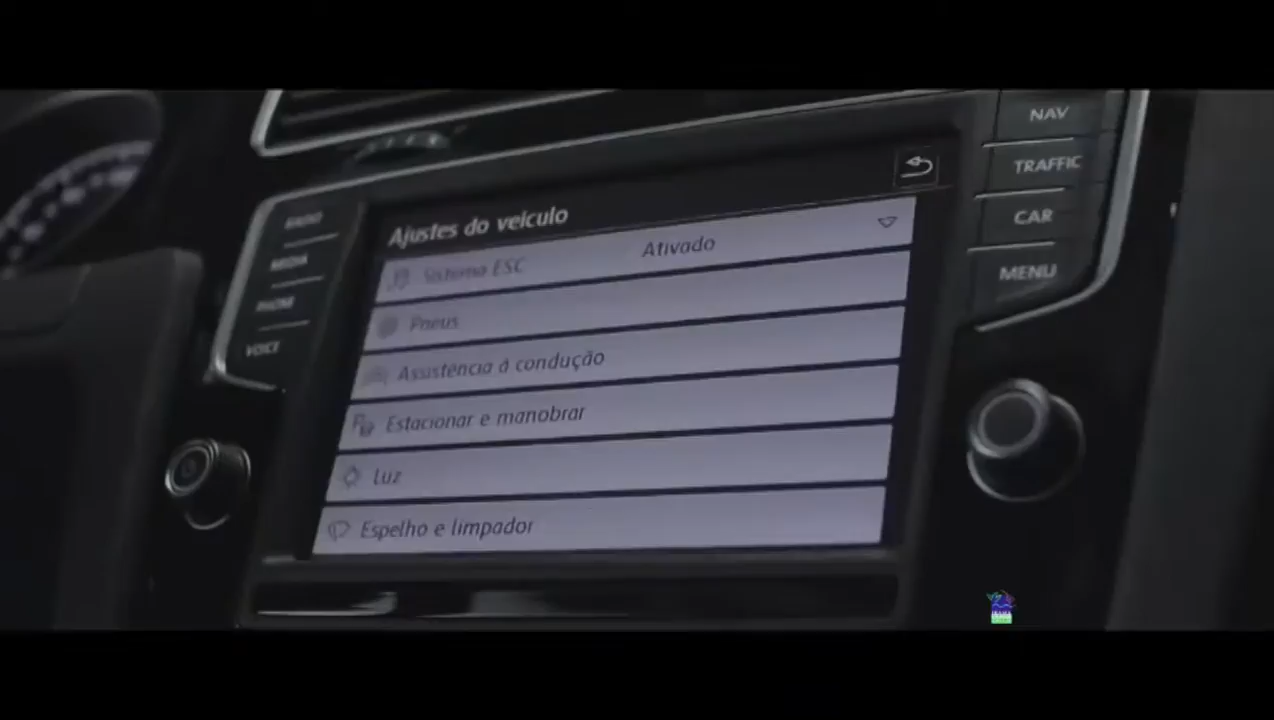 NAV
TRAFFIC
CAR
MENU
RADIO
MEDIA
PHONE
VOICE
Ajustes do veículo
Sistema ESC Ativado
Pneus
Assistência à condução
Estacionar e manobrar
Luz
Espelho e limpador